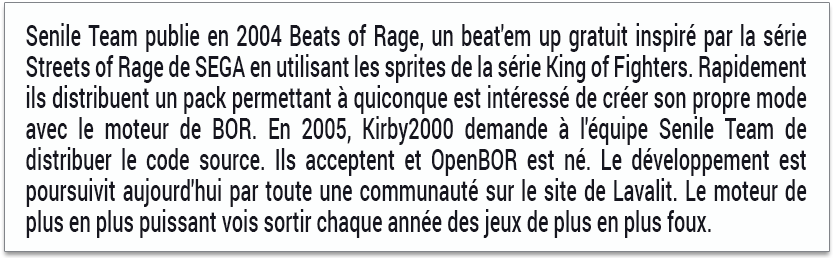 Senile Team publie en 2004 Beats of Rage, un beat'em up gratuit inspiré par la série
Streets of Rage de SEGA en utilisant les sprites de la série King of Fighters. Rapidement
ils distribuent un pack permettant à quiconque est intéressé de créer son propre mode
avec le moteur de BOR. En 2005, Kirby2000 demande à l'équipe Senile Team de
distribuer le code source. Ils acceptent et OpenBOR est né. Le développement est
poursuivit aujourd'hui par toute une communauté sur le site de Lavalit. Le moteur de
plus en plus puissant vois sortir chaque année des jeux de plus en plus foux.